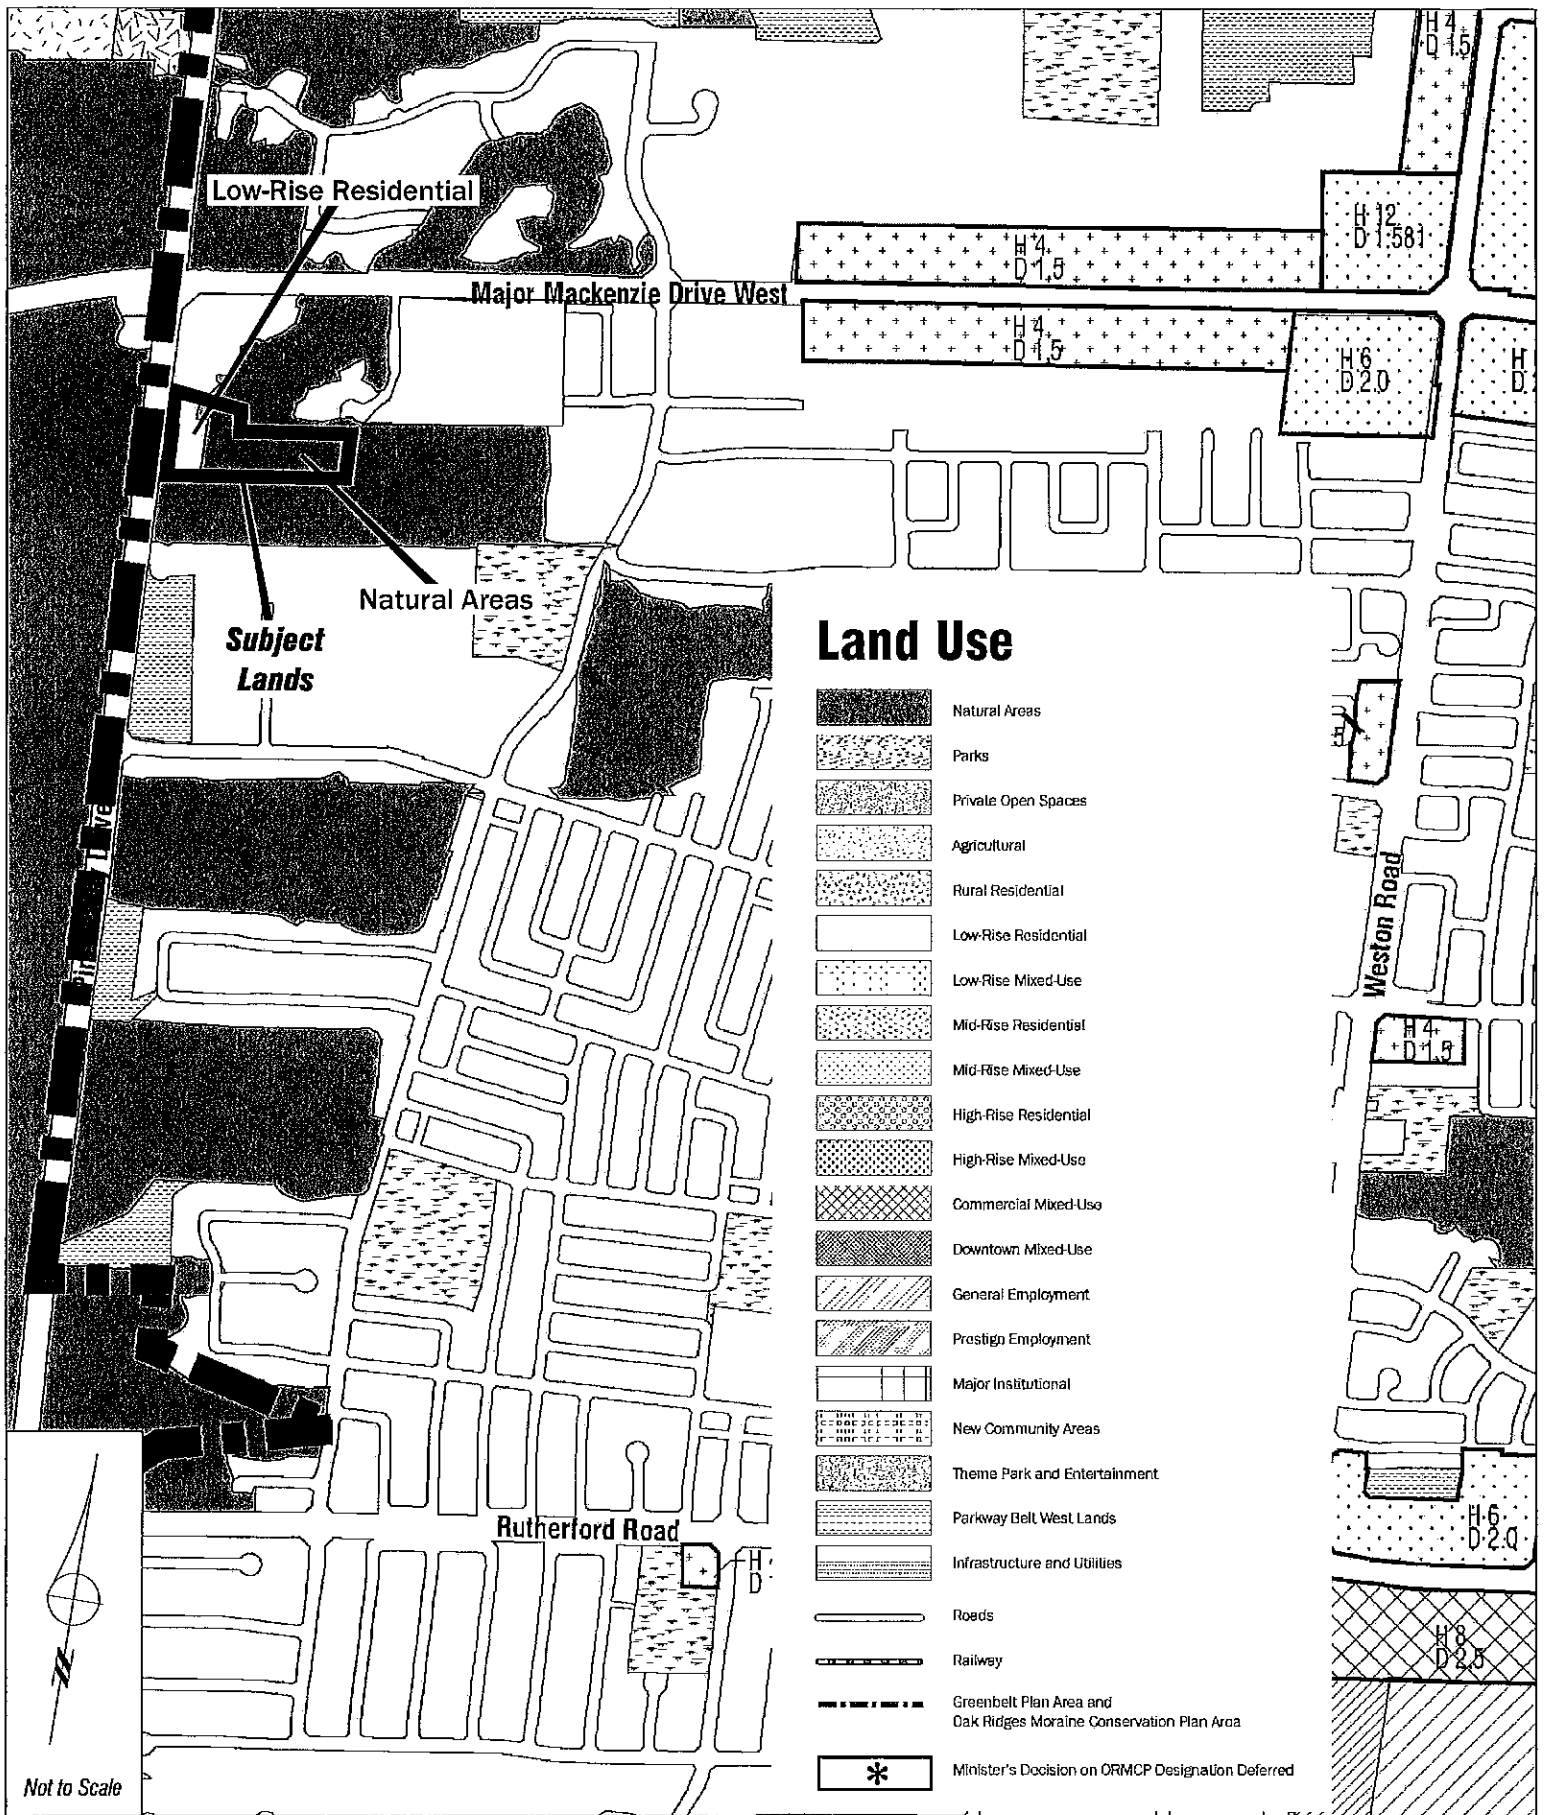 H 4
D 1.5
Low-Rise Residential
H 12
D 1.581
H 4
D 1.5
Major Mackenzie Drive West
H 4
D 1.5
H 6
D 2.0
H
D
Natural Areas
Subject
Lands
Land Use
Natural Areas
Parks
Private Open Spaces
Agricultural
Rural Residential
Low-Rise Residential
Low-Rise Mixed-Use
Mid-Rise Residential
Mid-Rise Mixed-Use
High-Rise Residential
High-Rise Mixed-Use
Commercial Mixed-Use
Downtown Mixed-Use
General Employment
Prestige Employment
Major Institutional
New Community Areas
Theme Park and Entertainment
Parkway Belt West Lands
Infrastructure and Utilities
Roads
Railway
Greenbelt Plan Area and
Oak Ridges Moraine Conservation Plan Area
Minister's Decision on ORMCP Designation Deferred
Weston Road
H 4
D 1.5
H 6
D 2.0
H 8
D 2.5
Rutherford Road
H
D
N
Not to Scale